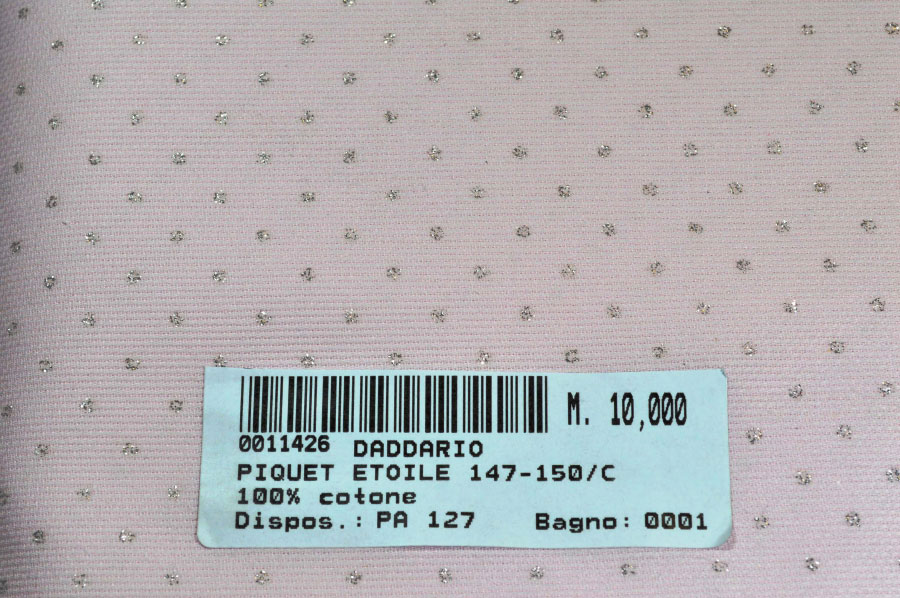 M. 10,000
0011426 DADDARIO
PIQUET ETOILE 147-150/C
100% cotone
Dispos.: PA 127 Bagno: 0001